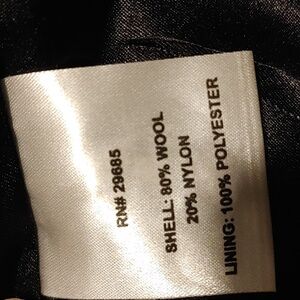 RN# 29685
SHELL: 80% WOOL
20% NYLON
LINING: 100% POLYESTER